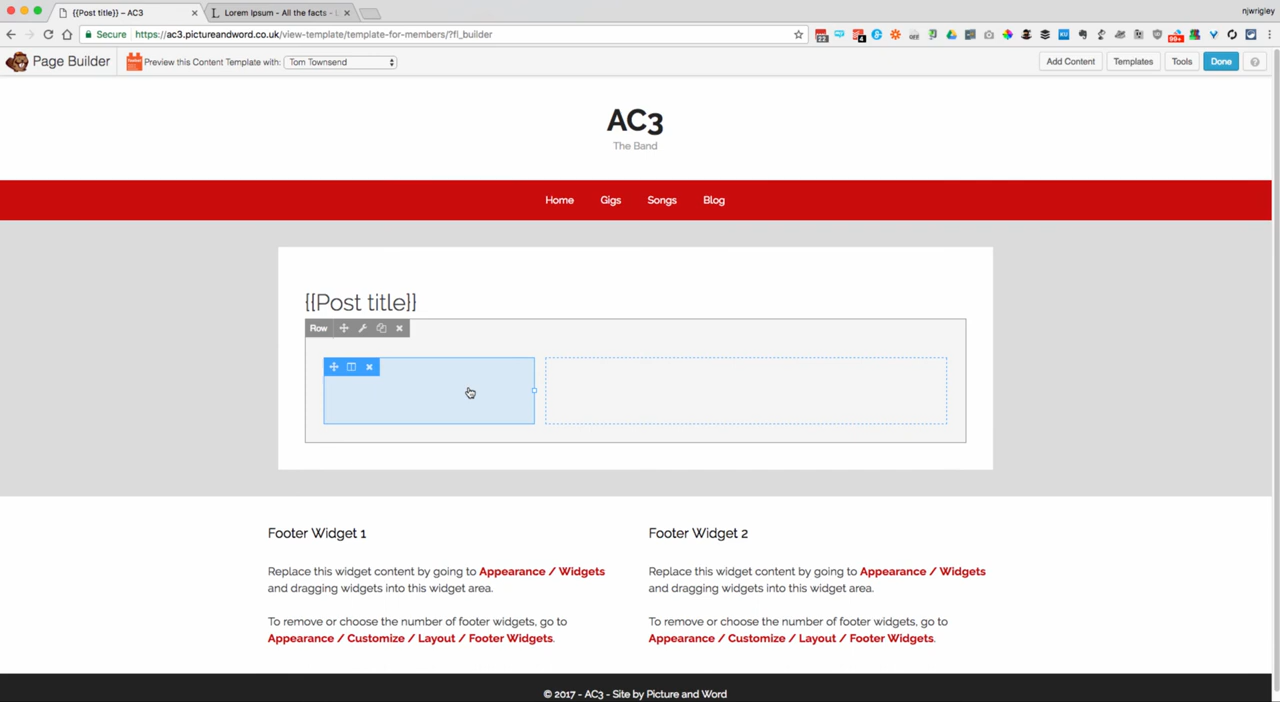 {{Post title}} – AC3
Lorem Ipsum - All the facts - L
njwrigley
Secure
https://ac3.pictureandword.co.uk/view-template/template-for-members/?fl_builder
Page Builder
Preview this Content Template with:
Tom Townsend
Add Content
Templates
Tools
Done
AC3
The Band
Home
Gigs
Songs
Blog
{{Post title}}
Row
Footer Widget 1
Replace this widget content by going to Appearance / Widgets
and dragging widgets into this widget area.
To remove or choose the number of footer widgets, go to
Appearance / Customize / Layout / Footer Widgets.
Footer Widget 2
Replace this widget content by going to Appearance / Widgets
and dragging widgets into this widget area.
To remove or choose the number of footer widgets, go to
Appearance / Customize / Layout / Footer Widgets.
© 2017 - AC3 - Site by Picture and Word